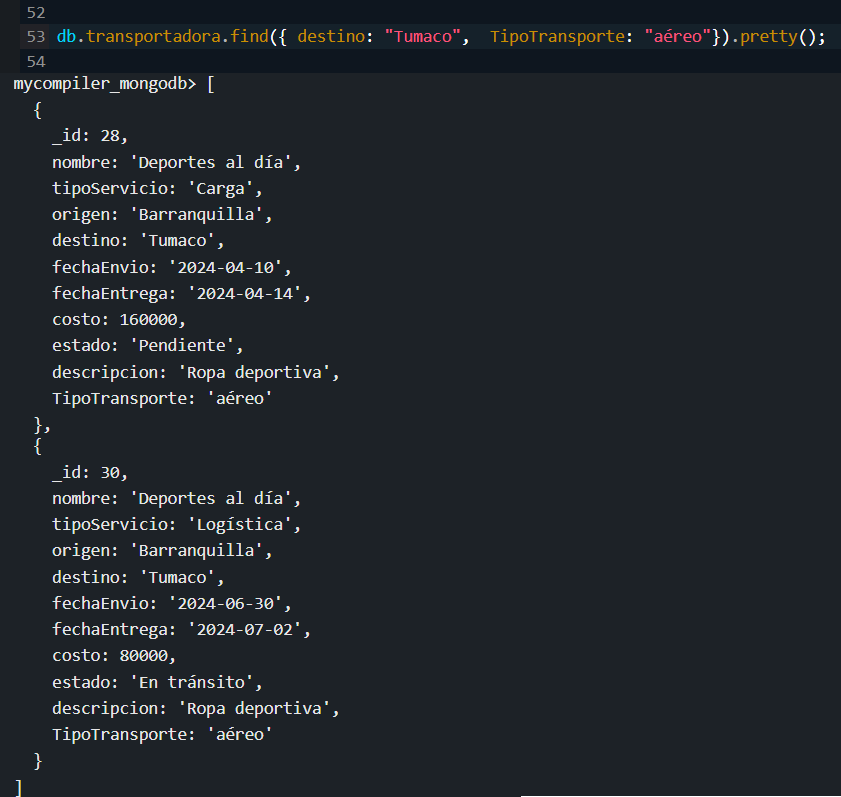 52
53 db.transportadora.find({ destino: "Tumaco",  TipoTransporte: "aéreo"}).pretty();
54
mycompiler_mongodb> [
  {
    _id: 28,
    nombre: 'Deportes al día',
    tipoServicio: 'Carga',
    origen: 'Barranquilla',
    destino: 'Tumaco',
    fechaEnvio: '2024-04-10',
    fechaEntrega: '2024-04-14',
    costo: 160000,
    estado: 'Pendiente',
    descripcion: 'Ropa deportiva',
    TipoTransporte: 'aéreo'
  },
  {
    _id: 30,
    nombre: 'Deportes al día',
    tipoServicio: 'Logística',
    origen: 'Barranquilla',
    destino: 'Tumaco',
    fechaEnvio: '2024-06-30',
    fechaEntrega: '2024-07-02',
    costo: 80000,
    estado: 'En tránsito',
    descripcion: 'Ropa deportiva',
    TipoTransporte: 'aéreo'
  }
]